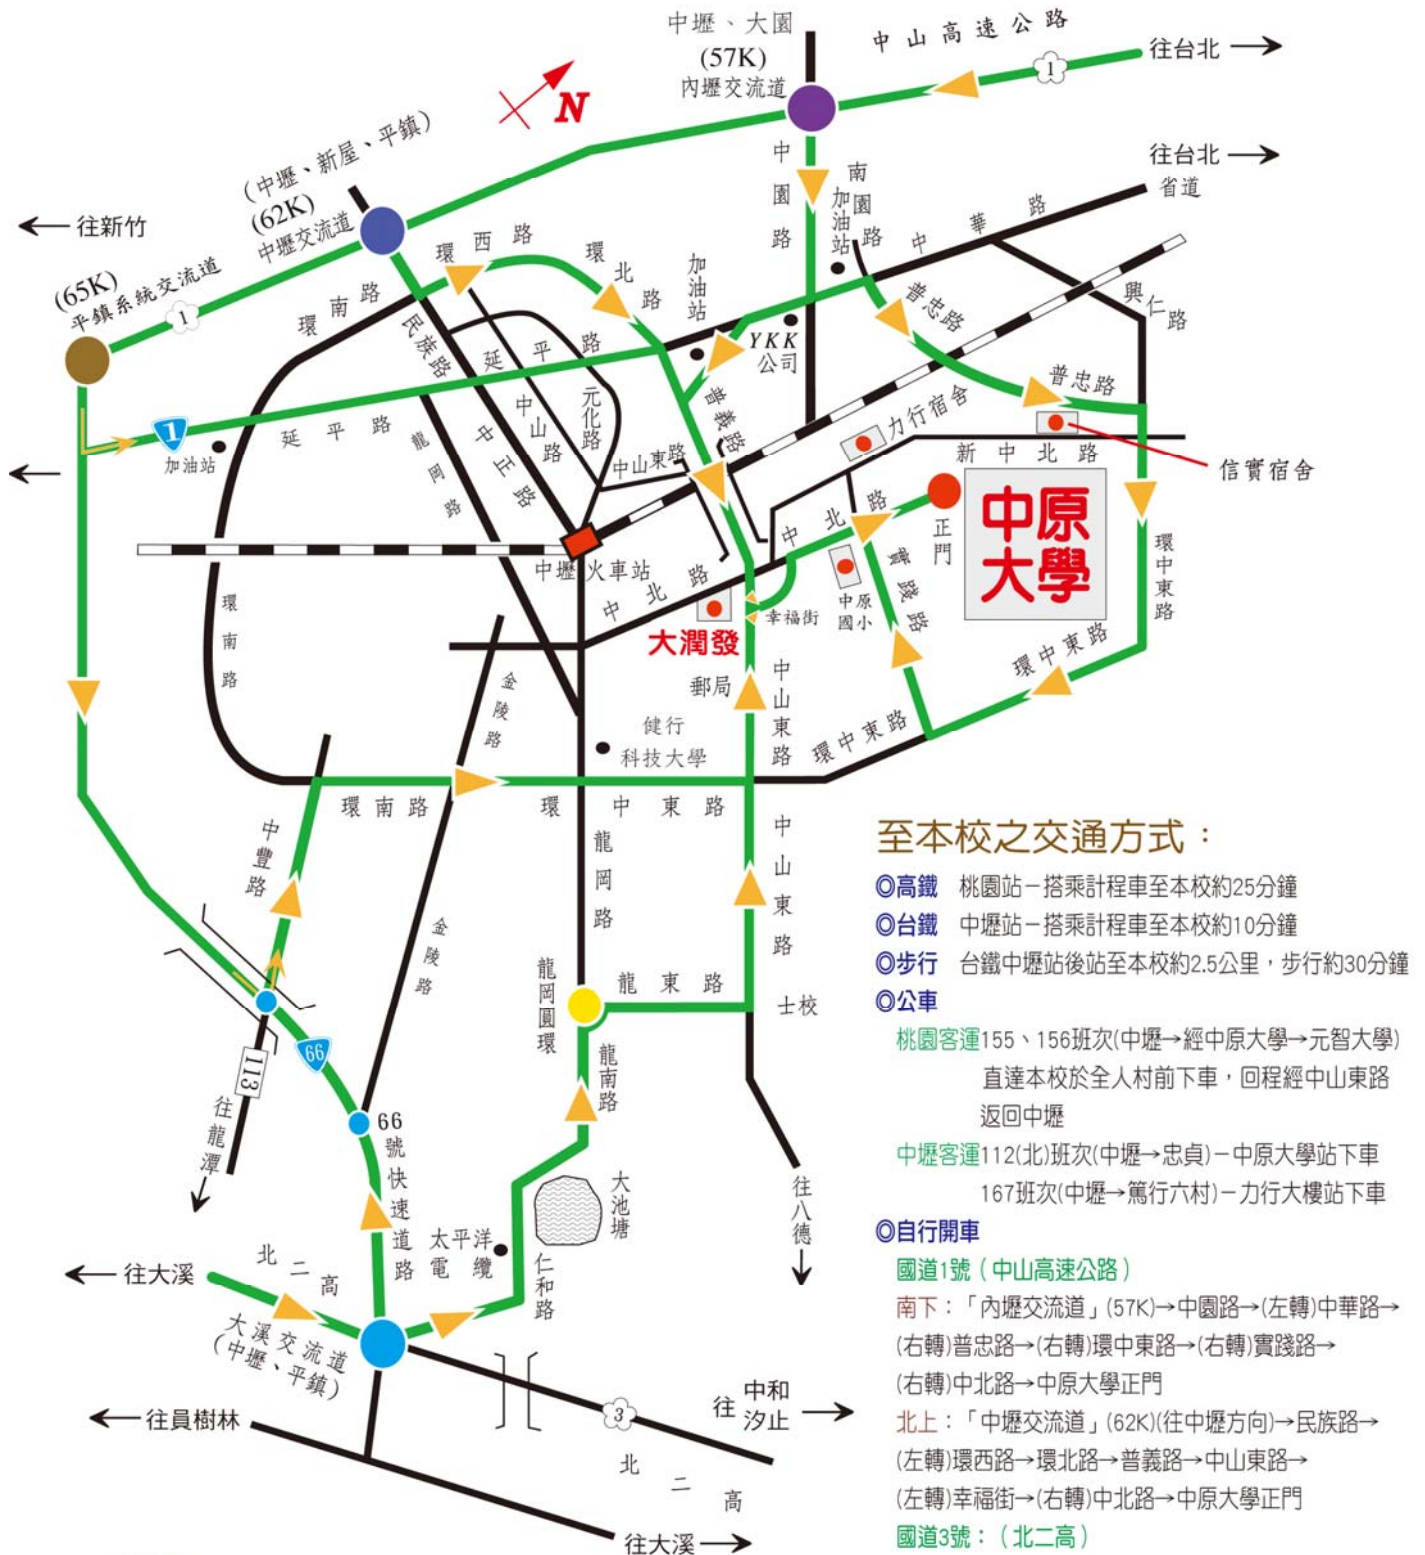 中壢、大園
(57K)
內壢交流道
中山高速公路
1
往台北
N
(中壢、新屋、平鎮)
(62K)
中壢交流道
往新竹
(65K)
平鎮系統交流道
1
往台北
省道
中園路
南園路
加油站
中華路
環西路
環北路
加油站
環南路
民族路
延平路
YKK
公司
普忠路
興仁路
普忠路
元化路
中山路
普義路
力行宿舍
1
延平路
加油站
龍岡路
中正路
中山東路
新中北路
信實宿舍
中北路
正門
中原
大學
環中東路
中壢火車站
中北路
實踐路
中原
國小
幸福街
大潤發
環南路
郵局
中山東路
環中東路
環中東路
金陵路
健行
科技大學
環南路
環中東路
中豐路
龍岡路
中山東路
金陵路
龍岡圓環
龍東路
士校
66
113
往龍潭
龍南路
66
號快速道路
大池塘
往八德
太平洋
電纜
仁和路
往大溪
北二高
大溪交流道
(中壢、平鎮)
往員樹林
3
往
中和
汐止
北二高
往大溪
至本校之交通方式：
◎高鐵 桃園站－搭乘計程車至本校約25分鐘
◎台鐵 中壢站－搭乘計程車至本校約10分鐘
◎步行 台鐵中壢站後站至本校約2.5公里，步行約30分鐘
◎公車
桃園客運155、156班次(中壢→經中原大學→元智大學)
直達本校於全人村前下車，回程經中山東路
返回中壢
中壢客運112(北)班次(中壢→忠貞)－中原大學站下車
167班次(中壢→篤行六村)－力行大樓站下車
◎自行開車
國道1號（中山高速公路）
南下：「內壢交流道」(57K)→中園路→(左轉)中華路→
(右轉)普忠路→(右轉)環中東路→(右轉)實踐路→
(右轉)中北路→中原大學正門
北上：「中壢交流道」(62K)(往中壢方向)→民族路→
(左轉)環西路→環北路→普義路→中山東路→
(左轉)幸福街→(右轉)中北路→中原大學正門
國道3號：（北二高）